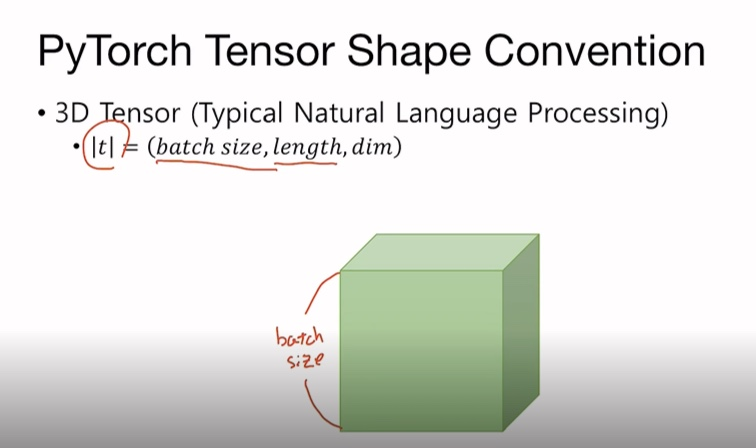 PyTorch Tensor Shape Convention
• 3D Tensor (Typical Natural Language Processing)
• |t| = (batch size, length, dim)
batch
size